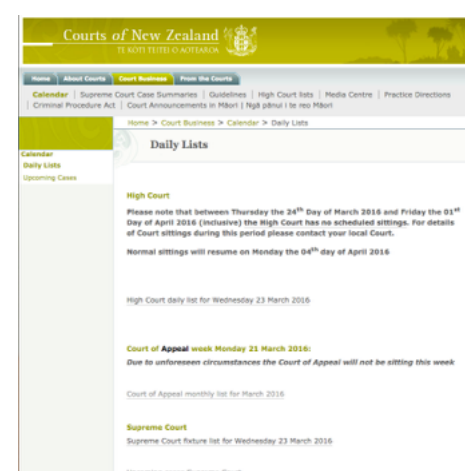 Courts of New Zealand
TE KŌTI TEITEI O AOTEAROA
Home About Courts Court Business From the Courts
Calendar | Supreme Court Case Summaries | Guidelines | High Court lists | Media Centre | Practice Directions
| Criminal Procedure Act | Court Announcements in Māori | Ngā pānui i te reo Māori
Home > Court Business > Calendar > Daily Lists
Calendar
Daily Lists
Upcoming Cases
Daily Lists
High Court
Please note that between Thursday the 24th Day of March 2016 and Friday the 01st
Day of April 2016 (inclusive) the High Court has no scheduled sittings. For details
of Court sittings during this period please contact your local Court.
Normal sittings will resume on Monday the 04th day of April 2016
High Court daily list for Wednesday 23 March 2016
Court of Appeal week Monday 21 March 2016:
Due to unforeseen circumstances the Court of Appeal will not be sitting this week
Court of Appeal monthly list for March 2016
Supreme Court
Supreme Court fixture list for Wednesday 23 March 2016